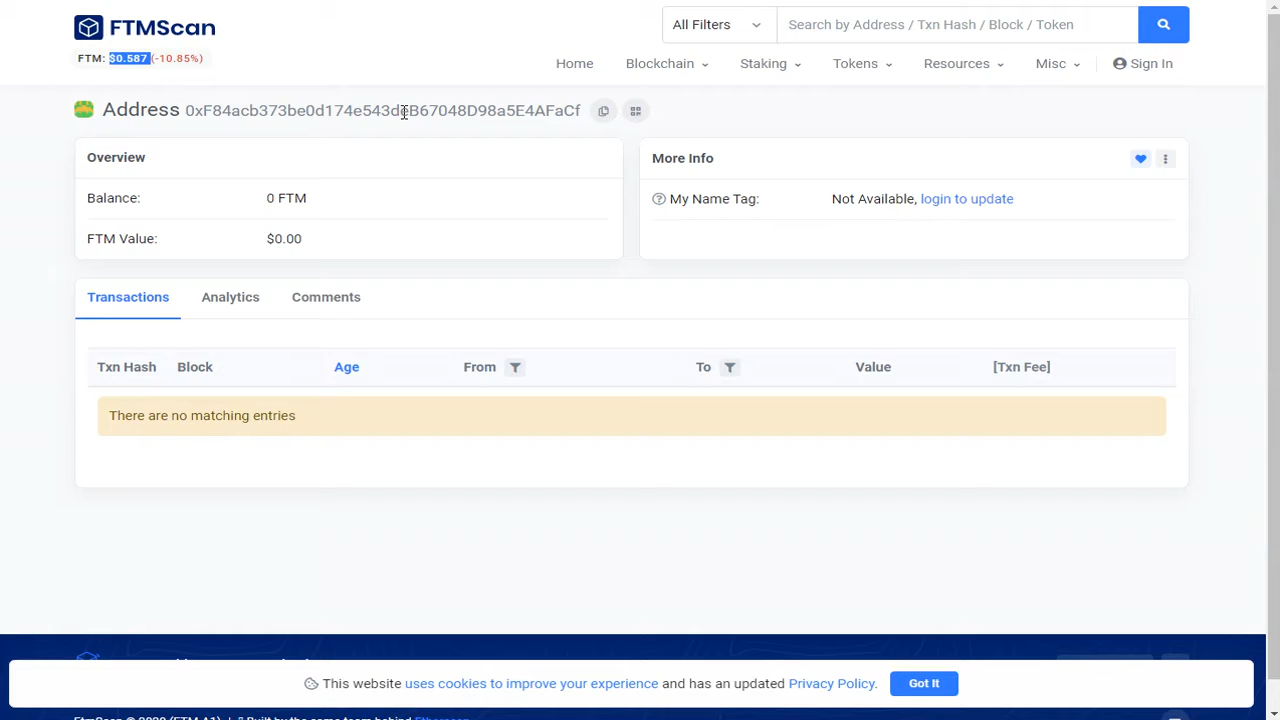 FTMScan
FTM: $0.587 (-10.85%)
All Filters
Search by Address / Txn Hash / Block / Token
Home
Blockchain
Staking
Tokens
Resources
Misc
Sign In
Address 0xF84acb373be0d174e543deB67048D98a5E4AFaCf
Overview
Balance: 0 FTM
FTM Value: $0.00
More Info
My Name Tag: Not Available, login to update
Transactions
Analytics
Comments
Txn Hash Block Age From To Value [Txn Fee]
There are no matching entries
This website uses cookies to improve your experience and has an updated Privacy Policy.
Got It